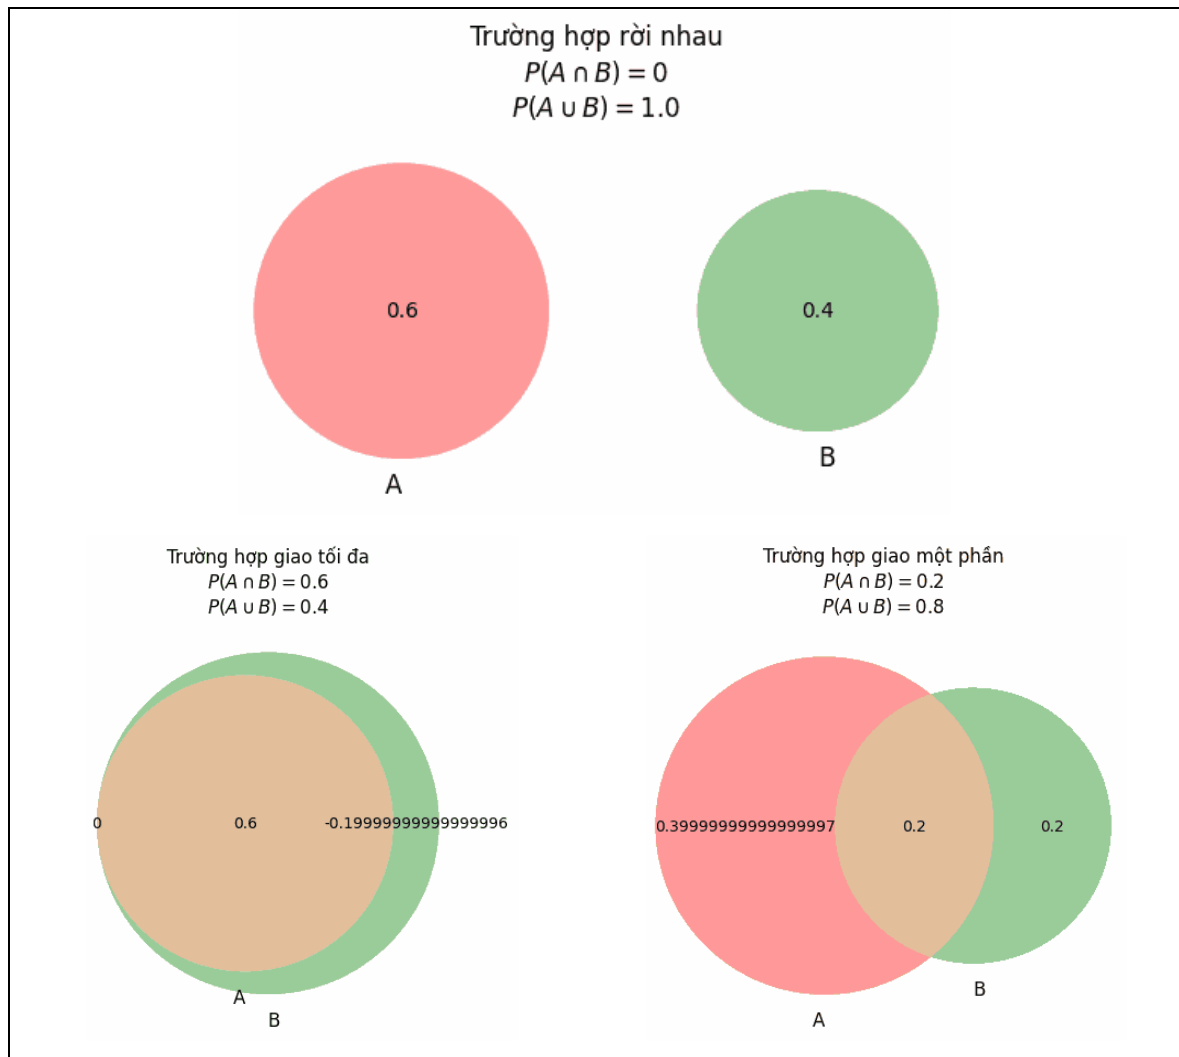 Trường hợp rời nhau
P(A ∩ B) = 0
P(A ∪ B) = 1.0
0.6
0.4
B
A
Trường hợp giao tối đa
P(A ∩ B) = 0.6
P(A ∪ B) = 0.4
0
0.6
-0.19999999999999996
A
B
Trường hợp giao một phần
P(A ∩ B) = 0.2
P(A ∪ B) = 0.8
0.39999999999999997
0.2
0.2
B
A